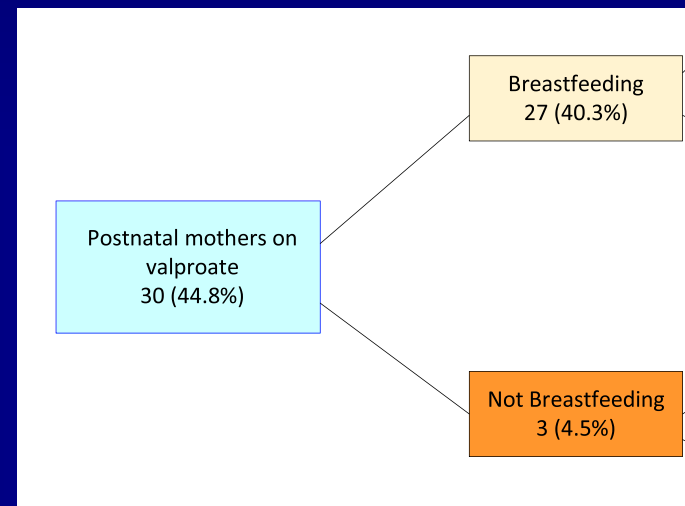 Breastfeeding
27 (40.3%)
Postnatal mothers on
valproate
30 (44.8%)
Not Breastfeeding
3 (4.5%)